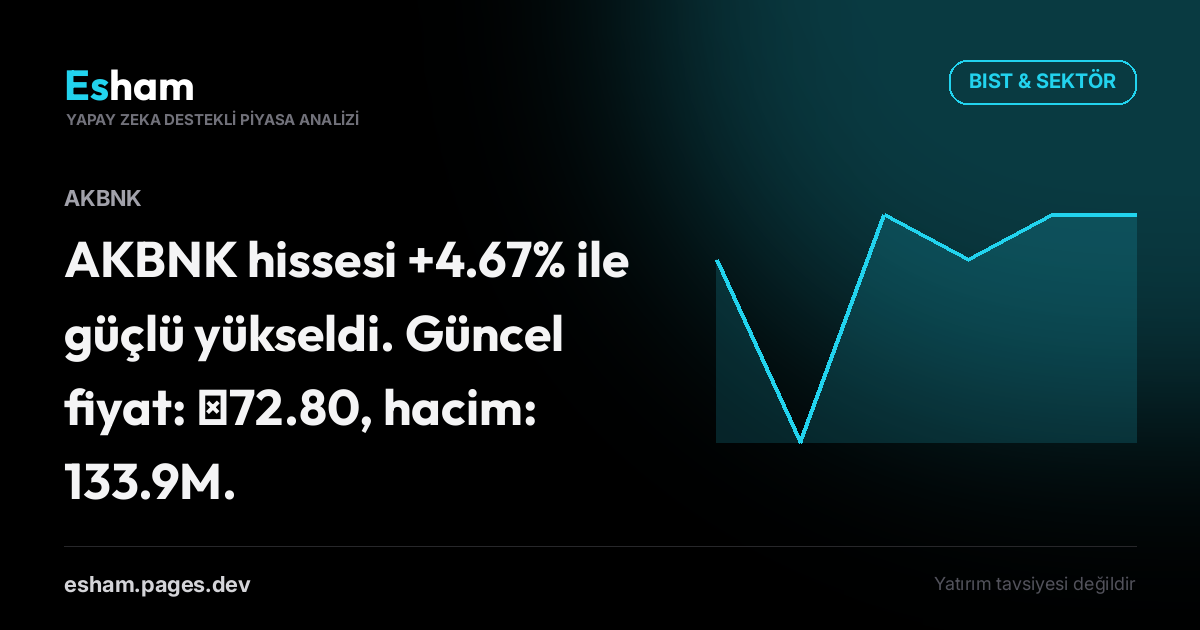 Esham
YAPAY ZEKA DESTEKLİ PİYASA ANALİZİ
BIST & SEKTÖR
AKBNK
AKBNK hissesi +4.67% ile
güçlü yükseldi. Güncel
fiyat: 72.80, hacim:
133.9M.
esham.pages.dev
Yatırım tavsiyesi değildir